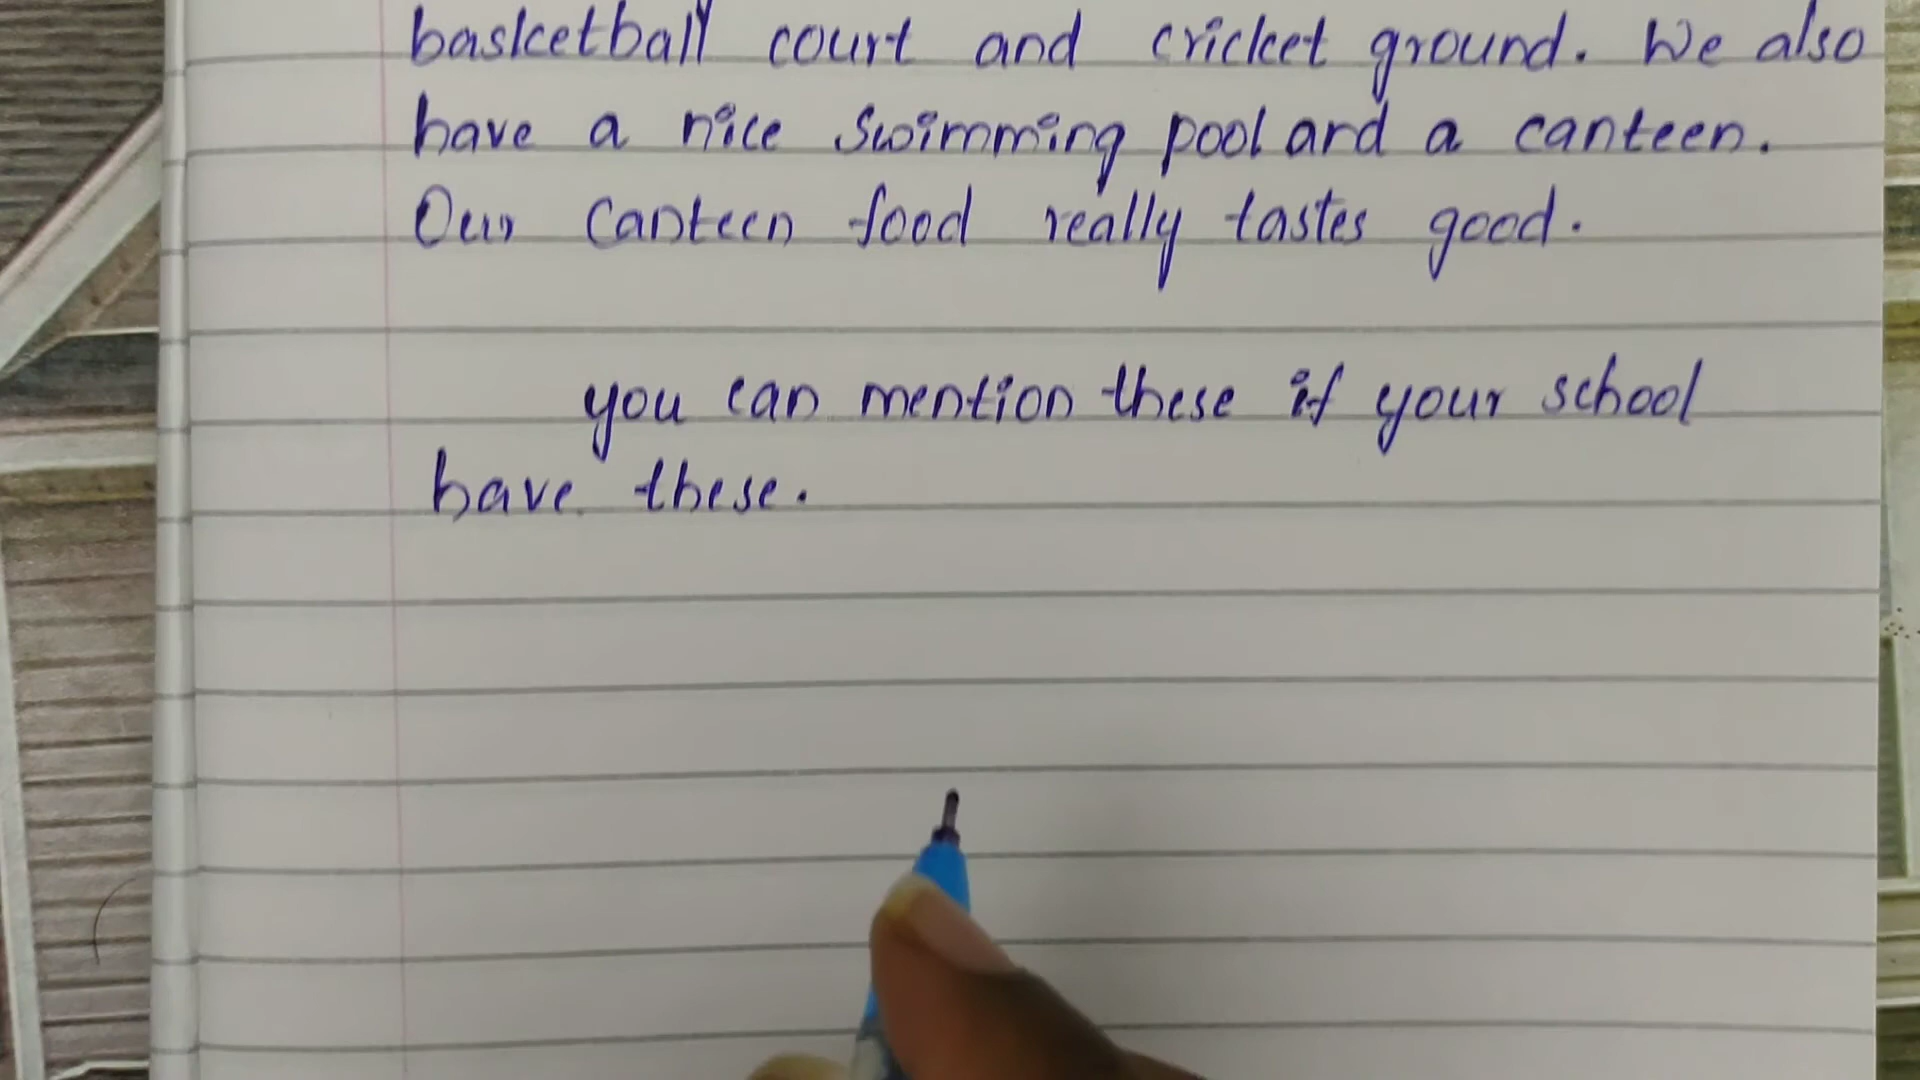 basketball court and cricket ground. We also
have a nice swimming pool and a canteen.
Our canteen food really tastes good.
you can mention these if your school
have these.